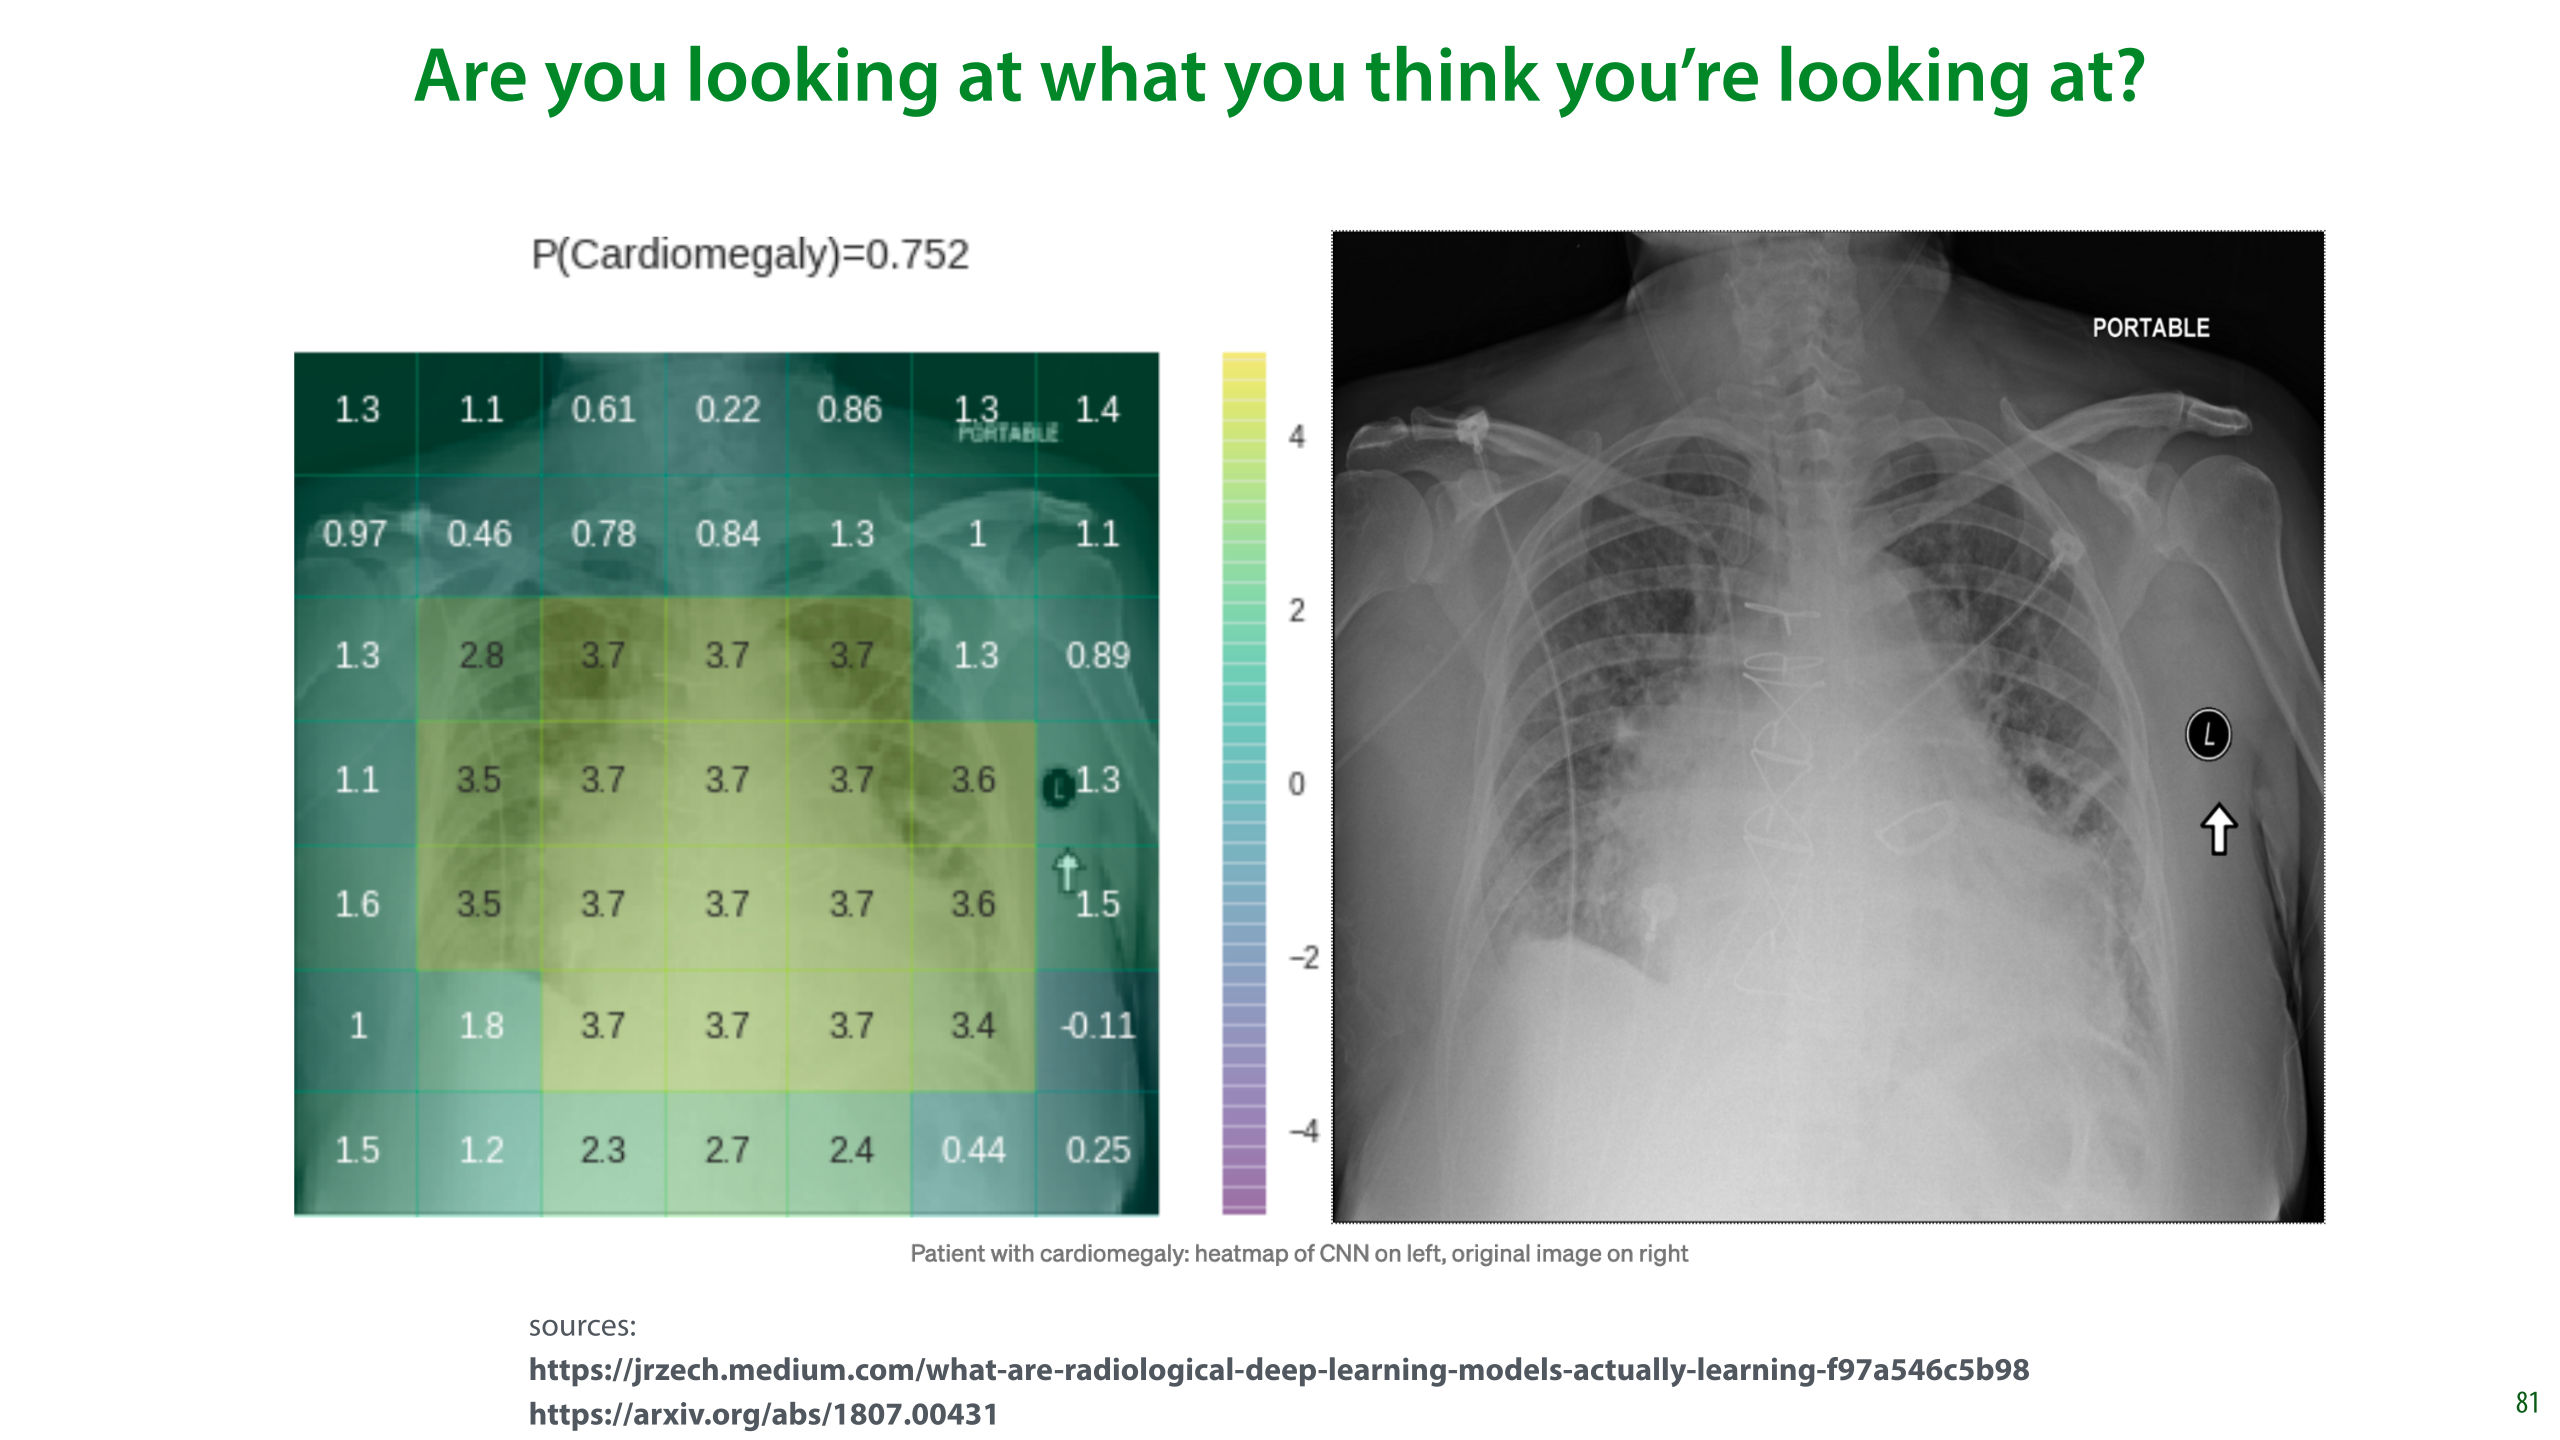 Are you looking at what you think you’re looking at?
P(Cardiomegaly)=0.752
1.3 1.1 0.61 0.22 0.86 1.3 1.4
PORTABLE
0.97 0.46 0.78 0.84 1.3 1 1.1
1.3 2.8 3.7 3.7 3.7 1.3 0.89
1.1 3.5 3.7 3.7 3.7 3.6 L 1.3
1.6 3.5 3.7 3.7 3.7 3.6 1.5
1 1.8 3.7 3.7 3.7 3.4 -0.11
1.5 1.2 2.3 2.7 2.4 0.44 0.25
4
2
0
−2
−4
PORTABLE
L
Patient with cardiomegaly: heatmap of CNN on left, original image on right
sources:
https://jrzech.medium.com/what-are-radiological-deep-learning-models-actually-learning-f97a546c5b98
https://arxiv.org/abs/1807.00431
81